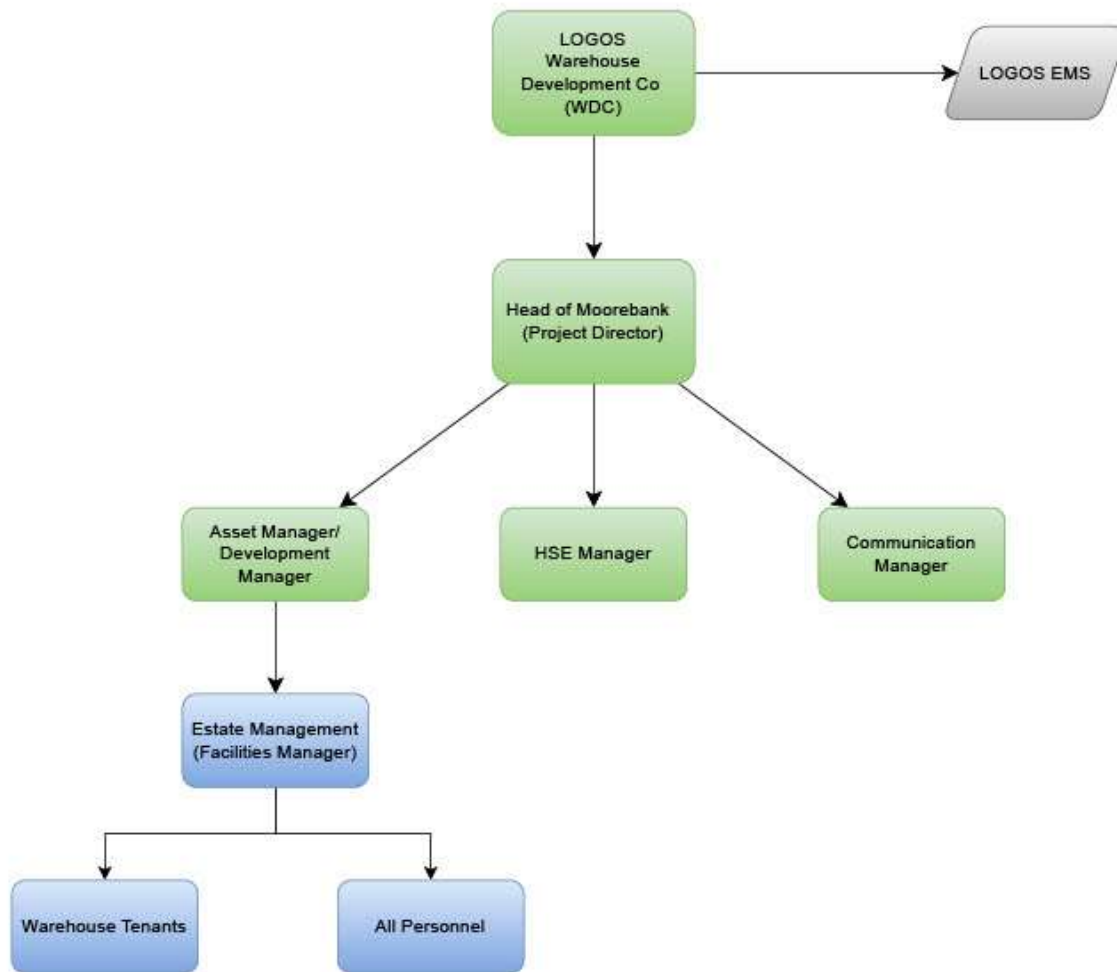 LOGOS
Warehouse
Development Co
(WDC)
LOGOS EMS
Head of Moorebank
(Project Director)
Asset Manager/
Development
Manager
HSE Manager
Communication
Manager
Estate Management
(Facilities Manager)
Warehouse Tenants
All Personnel